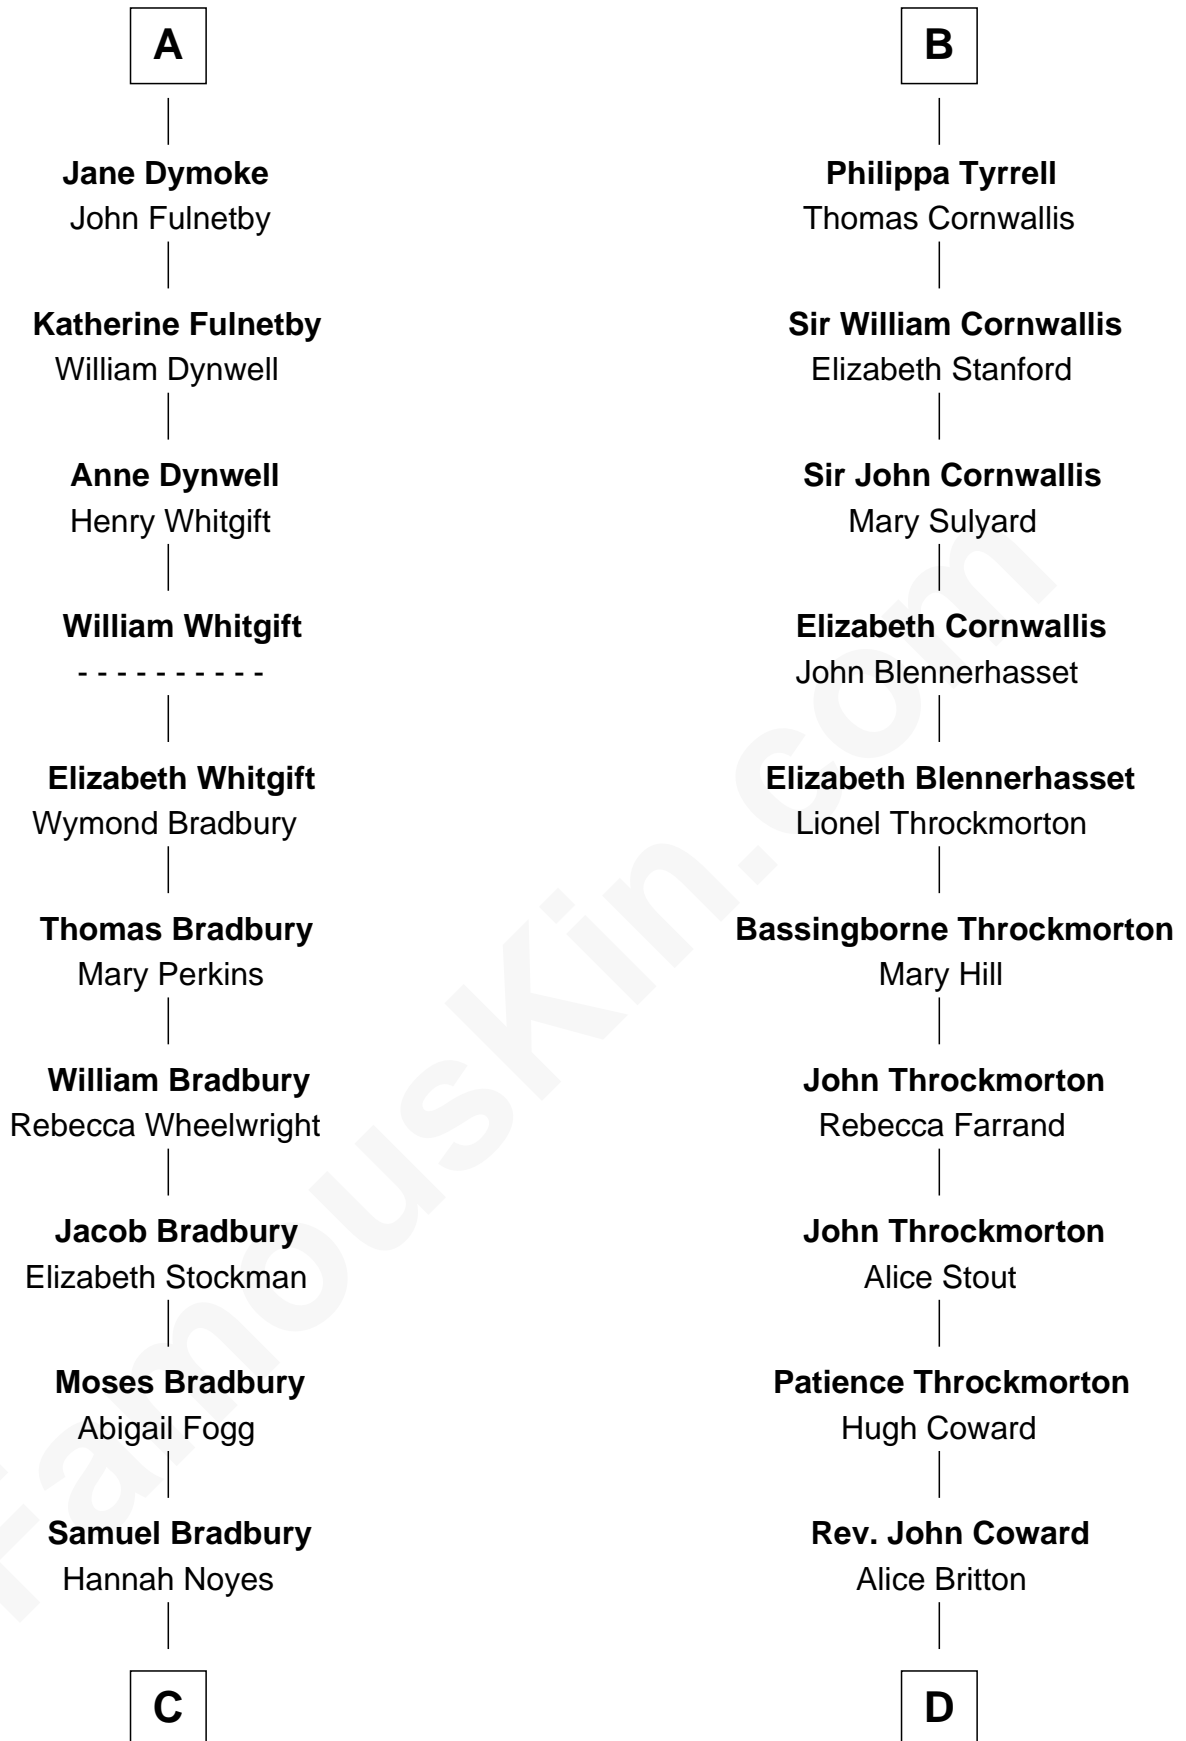 A
Jane Dymoke
John Fulnetby
Katherine Fulnetby
William Dynwell
Anne Dynwell
Henry Whitgift
William Whitgift
- - - - - - - - - -
Elizabeth Whitgift
Wymond Bradbury
Thomas Bradbury
Mary Perkins
William Bradbury
Rebecca Wheelwright
Jacob Bradbury
Elizabeth Stockman
Moses Bradbury
Abigail Fogg
Samuel Bradbury
Hannah Noyes
C
B
Philippa Tyrrell
Thomas Cornwallis
Sir William Cornwallis
Elizabeth Stanford
Sir John Cornwallis
Mary Sulyard
Elizabeth Cornwallis
John Blennerhasset
Elizabeth Blennerhasset
Lionel Throckmorton
Bassingborne Throckmorton
Mary Hill
John Throckmorton
Rebecca Farrand
John Throckmorton
Alice Stout
Patience Throckmorton
Hugh Coward
Rev. John Coward
Alice Britton
D
FamousKin.com